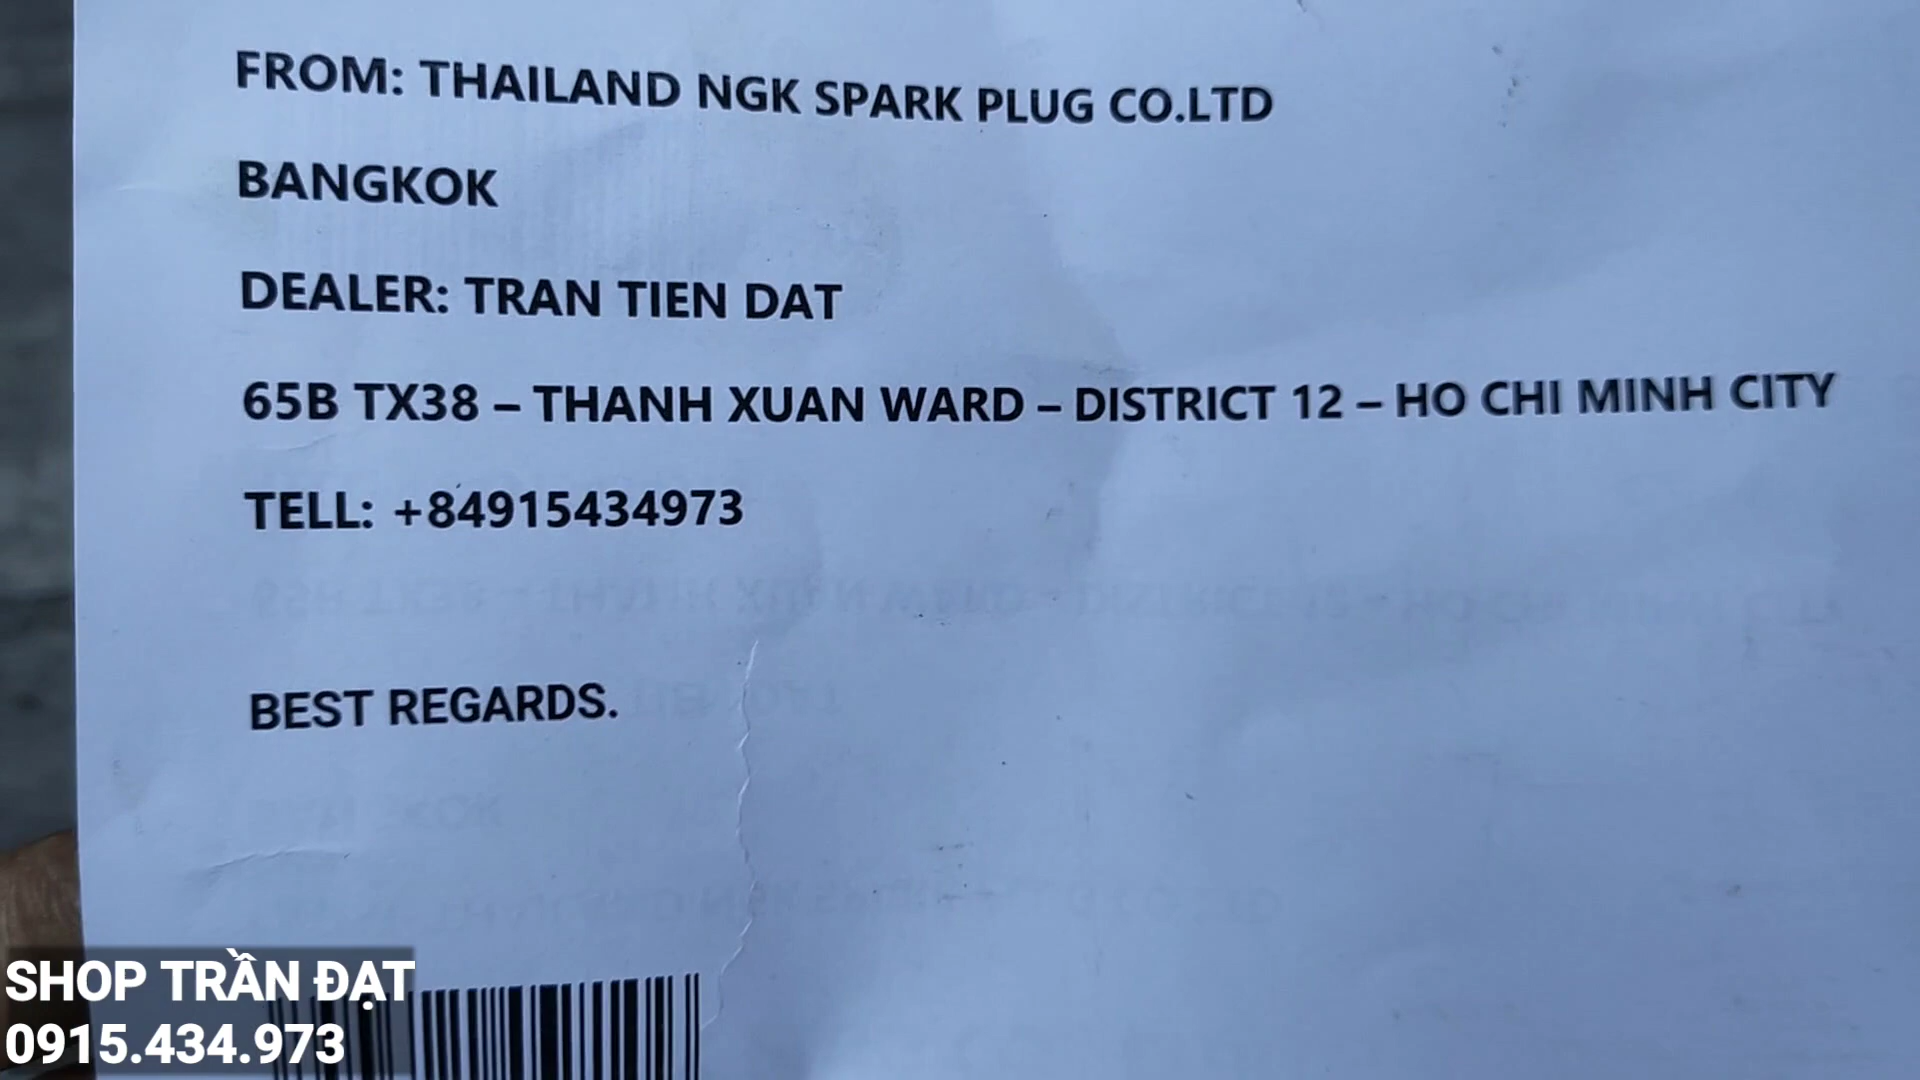 FROM: THAILAND NGK SPARK PLUG CO.LTD
BANGKOK
DEALER: TRAN TIEN DAT
65B TX38 – THANH XUAN WARD – DISTRICT 12 – HO CHI MINH CITY
TELL: +84915434973
BEST REGARDS.
SHOP TRẦN ĐẠT
0915.434.973